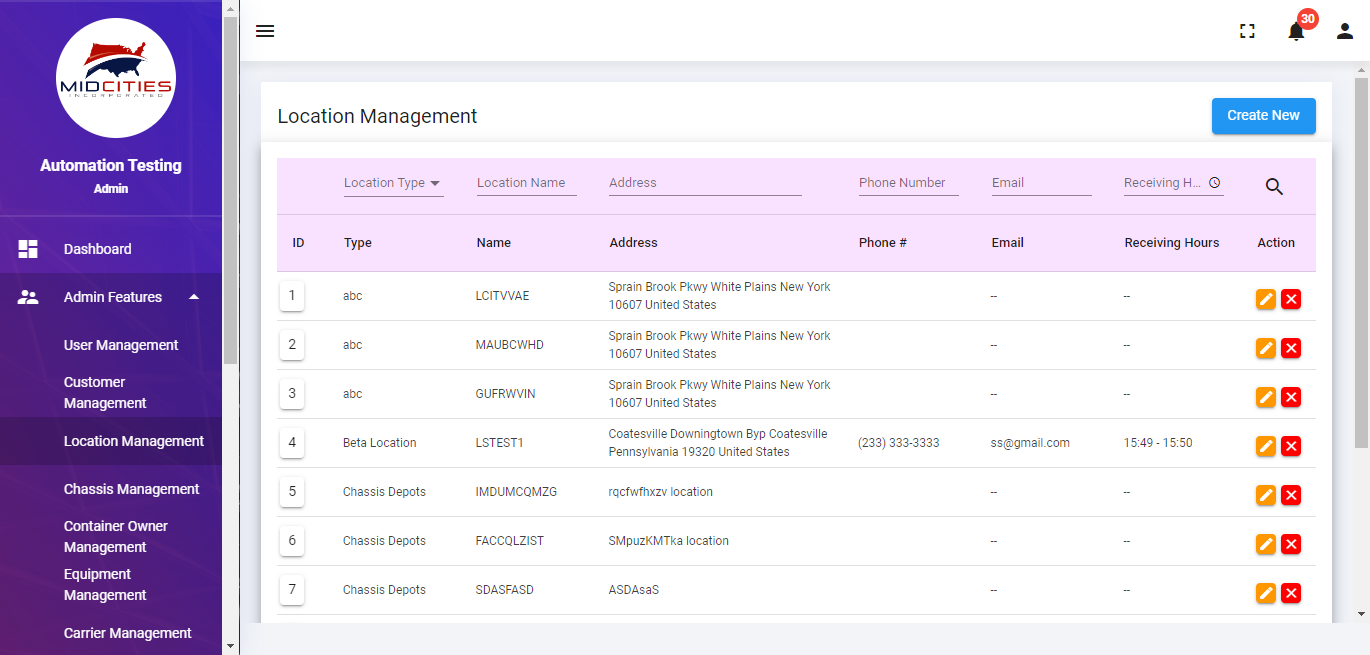 MIDCITIES
INCORPORATED
Automation Testing
Admin
Dashboard
Admin Features
User Management
Customer
Management
Location Management
Chassis Management
Container Owner
Management
Equipment
Management
Carrier Management
30
Location Management
Create New
Location Type Location Name Address Phone Number Email Receiving H...
ID Type Name Address Phone # Email Receiving Hours Action
1 abc LCITVVAE Sprain Brook Pkwy White Plains New York -- --
10607 United States
2 abc MAUBCWHD Sprain Brook Pkwy White Plains New York -- --
10607 United States
3 abc GUFRWVIN Sprain Brook Pkwy White Plains New York -- --
10607 United States
4 Beta Location LSTEST1 Coatesville Downingtown Byp Coatesville (233) 333-3333 ss@gmail.com 15:49 - 15:50
Pennsylvania 19320 United States
5 Chassis Depots IMDUMCQMZG rqcfwfhxzv location -- --
6 Chassis Depots FACCQLZIST SMpuzKMTka location -- --
7 Chassis Depots SDASFASD ASDAsaS -- --